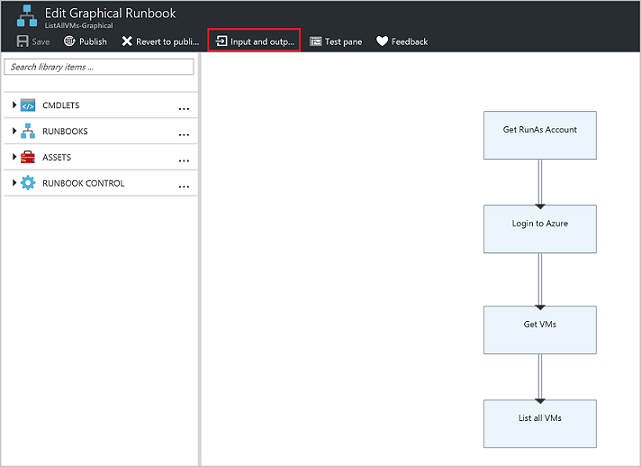 Edit Graphical Runbook
ListAllVMs-Graphical
Save Publish Revert to publi... Input and outp... Test pane Feedback
Search library items ...
CMDLETS ...
RUNBOOKS ...
ASSETS ...
RUNBOOK CONTROL ...
Get RunAs Account
Login to Azure
Get VMs
List all VMs